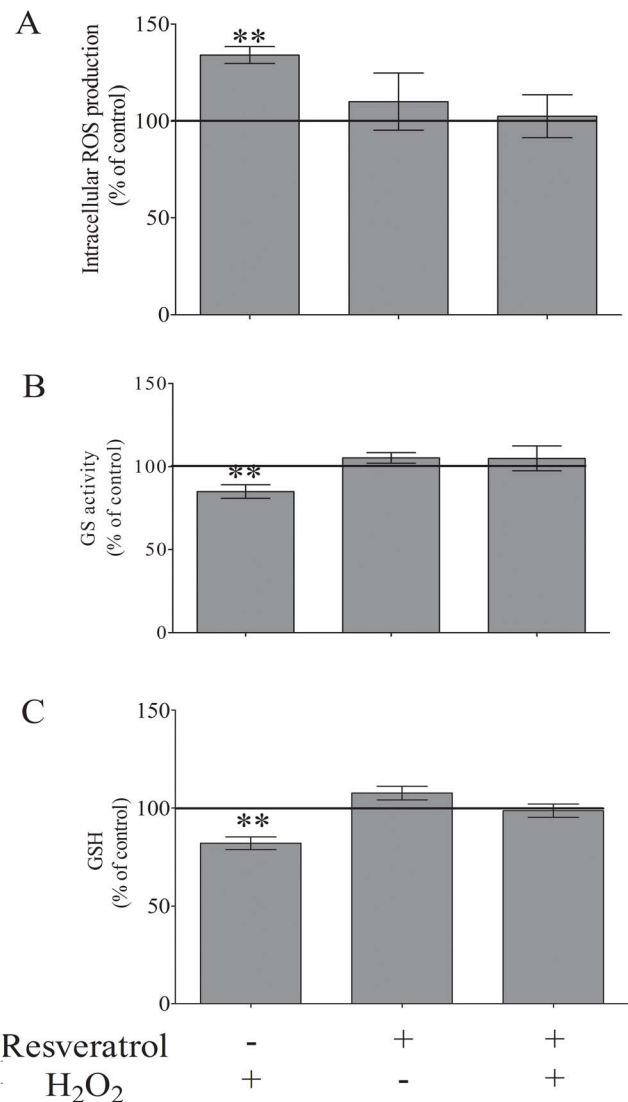 A
Intracellular ROS production
(% of control)
150
100
50
0
**
B
GS activity
(% of control)
150
100
50
0
**
C
GSH
(% of control)
150
100
50
0
**
Resveratrol - + +
H₂O₂ + - +